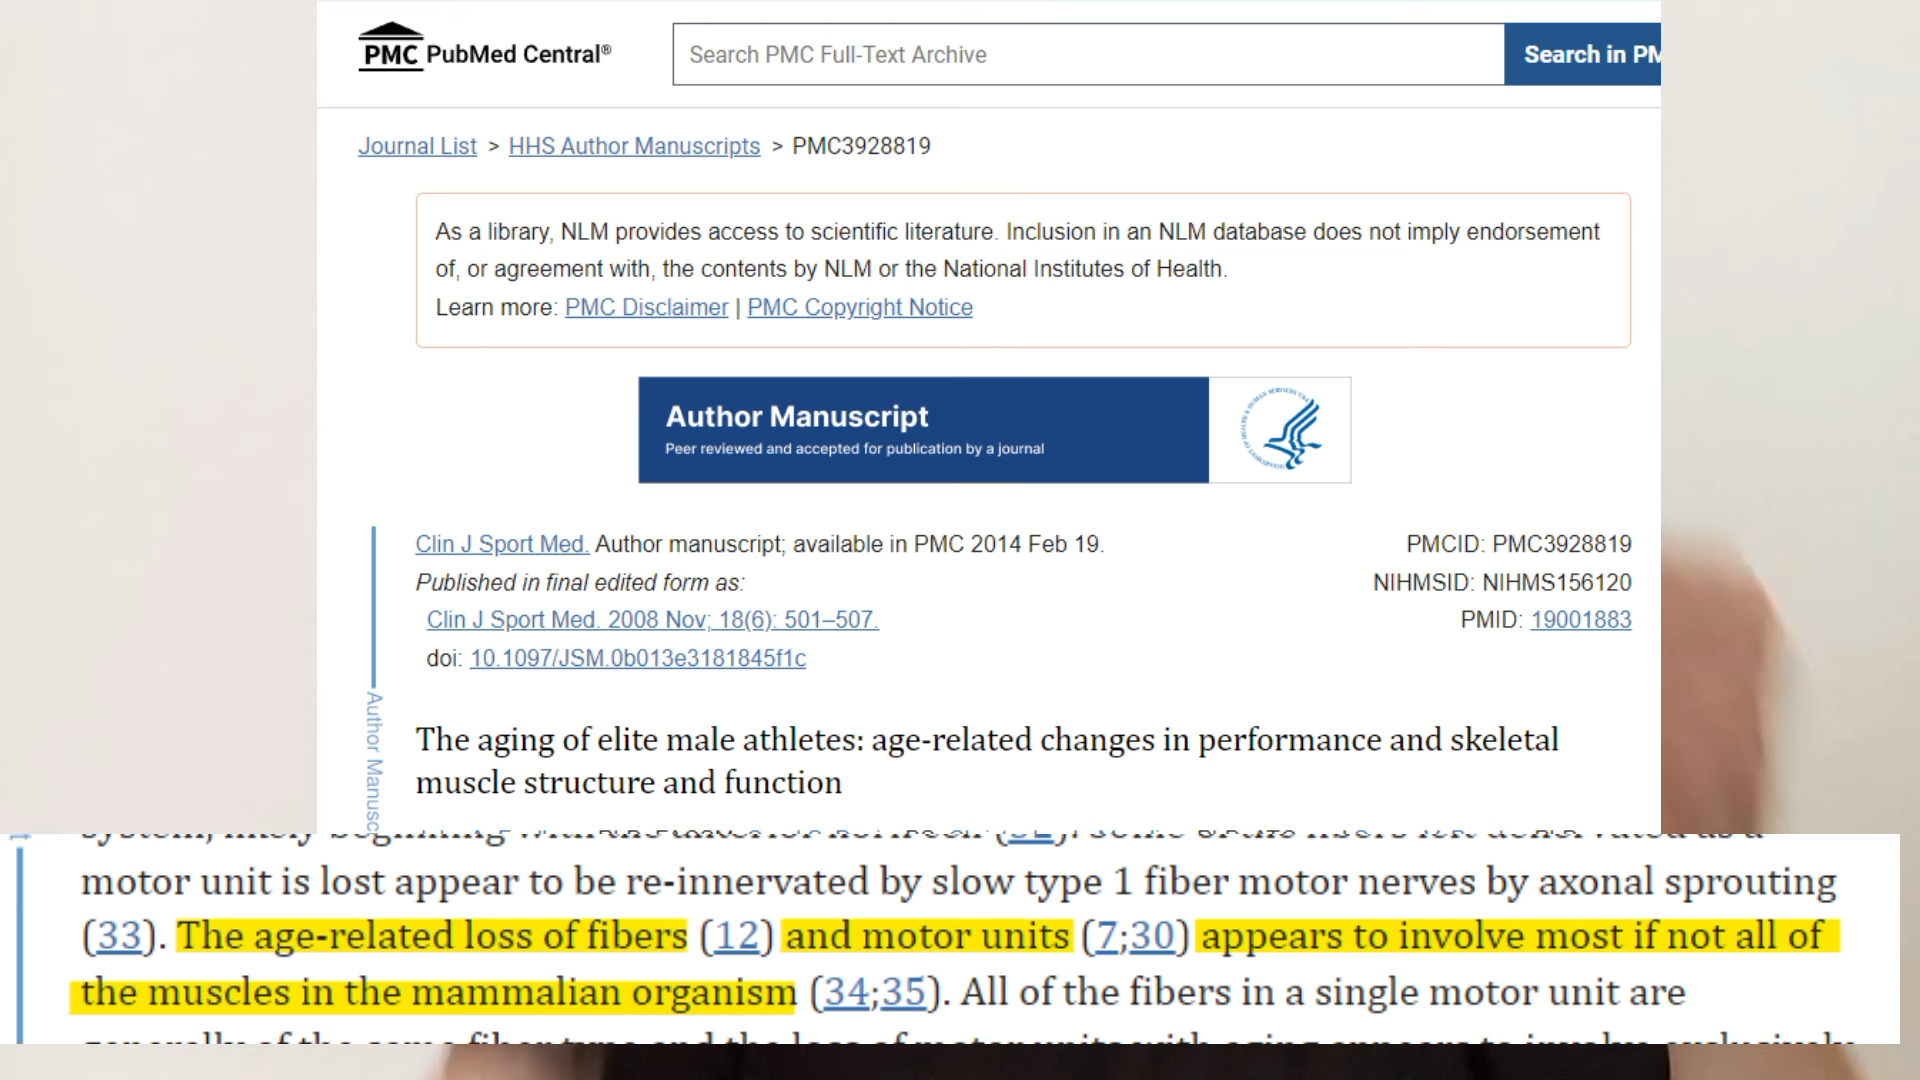 PMC PubMed Central®
Search PMC Full-Text Archive
Search in PM
Journal List > HHS Author Manuscripts > PMC3928819
As a library, NLM provides access to scientific literature. Inclusion in an NLM database does not imply endorsement
of, or agreement with, the contents by NLM or the National Institutes of Health.
Learn more: PMC Disclaimer | PMC Copyright Notice
Author Manuscript
Peer reviewed and accepted for publication by a journal
Clin J Sport Med. Author manuscript; available in PMC 2014 Feb 19.
Published in final edited form as:
Clin J Sport Med. 2008 Nov; 18(6): 501–507.
doi: 10.1097/JSM.0b013e3181845f1c
PMCID: PMC3928819
NIHMSID: NIHMS156120
PMID: 19001883
Author Manusc
The aging of elite male athletes: age-related changes in performance and skeletal
muscle structure and function
motor unit is lost appear to be re-innervated by slow type 1 fiber motor nerves by axonal sprouting
(33). The age-related loss of fibers (12) and motor units (7;30) appears to involve most if not all of
the muscles in the mammalian organism (34;35). All of the fibers in a single motor unit are